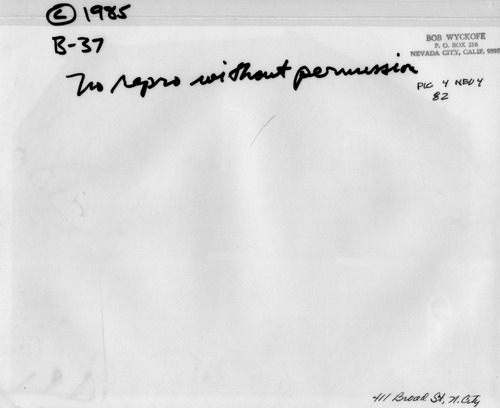 © 1985
B-37
No repro without permission
BOB WYCKOFF
P. O. BOX 216
NEVADA CITY, CALIF. 9595
PIC 4 NEU 4
82
411 Broad St, N. City